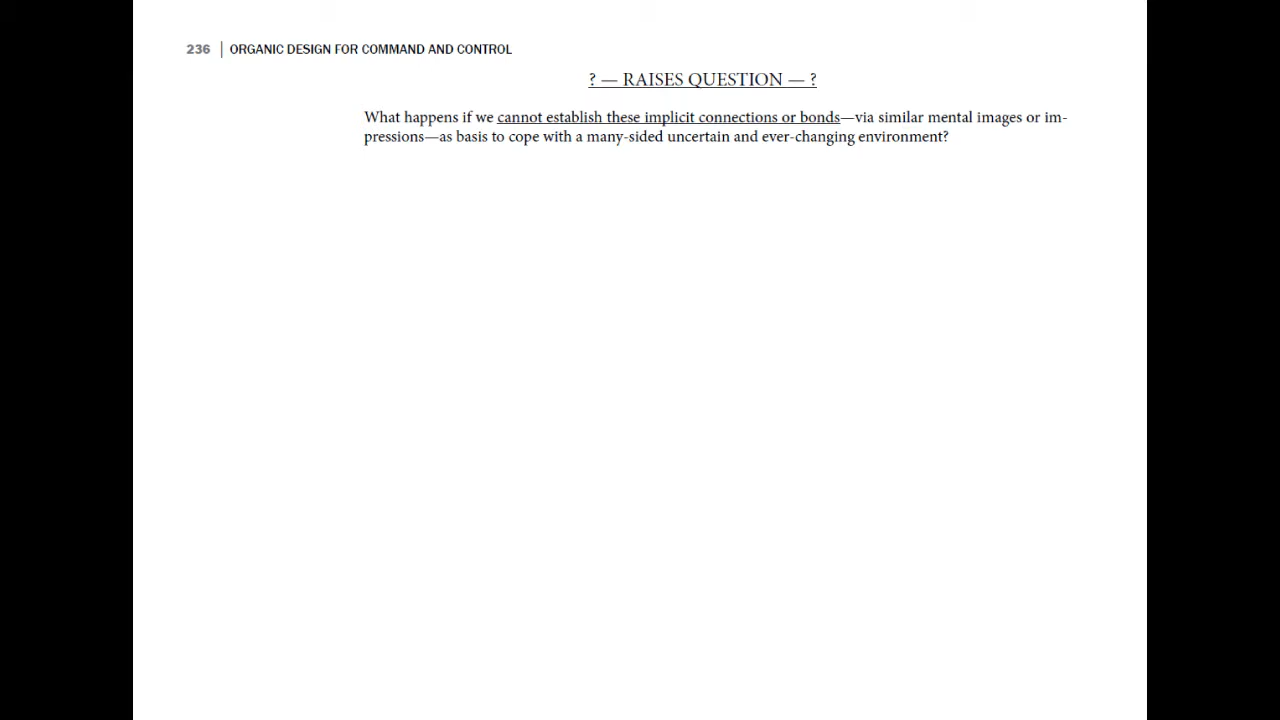 236 | ORGANIC DESIGN FOR COMMAND AND CONTROL
? — RAISES QUESTION — ?
What happens if we cannot establish these implicit connections or bonds—via similar mental images or im-
pressions—as basis to cope with a many-sided uncertain and ever-changing environment?